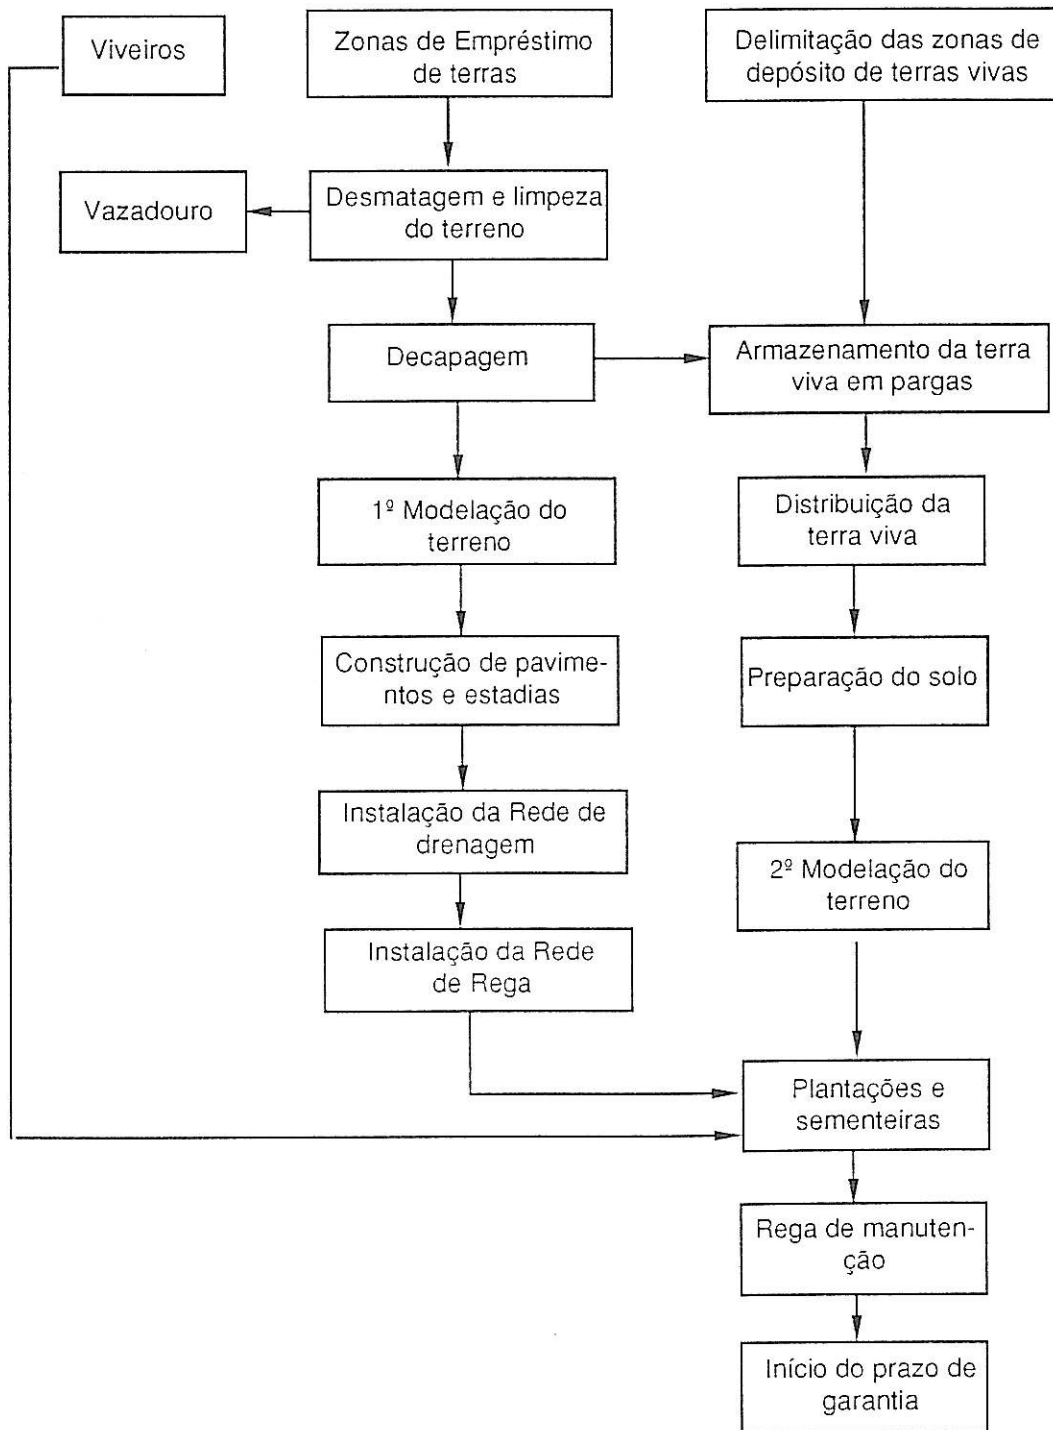 Viveiros
Zonas de Empréstimo
de terras
Delimitação das zonas de
depósito de terras vivas
Vazadouro
Desmatagem e limpeza
do terreno
Decapagem
Armazenamento da terra
viva em pargas
1º Modelação do
terreno
Distribuição da
terra viva
Construção de pavime-
ntos e estadias
Preparação do solo
Instalação da Rede de
drenagem
2º Modelação do
terreno
Instalação da Rede
de Rega
Plantações e
sementeiras
Rega de manuten-
ção
Início do prazo de
garantia